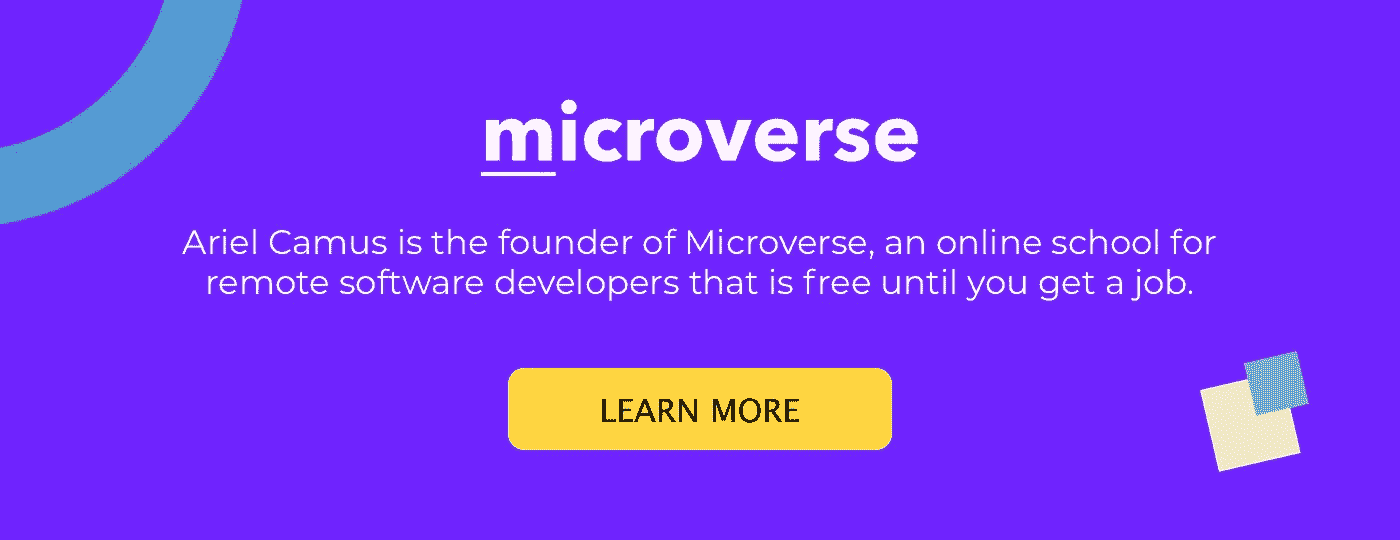 microverse
Ariel Camus is the founder of Microverse, an online school for
remote software developers that is free until you get a job.
LEARN MORE